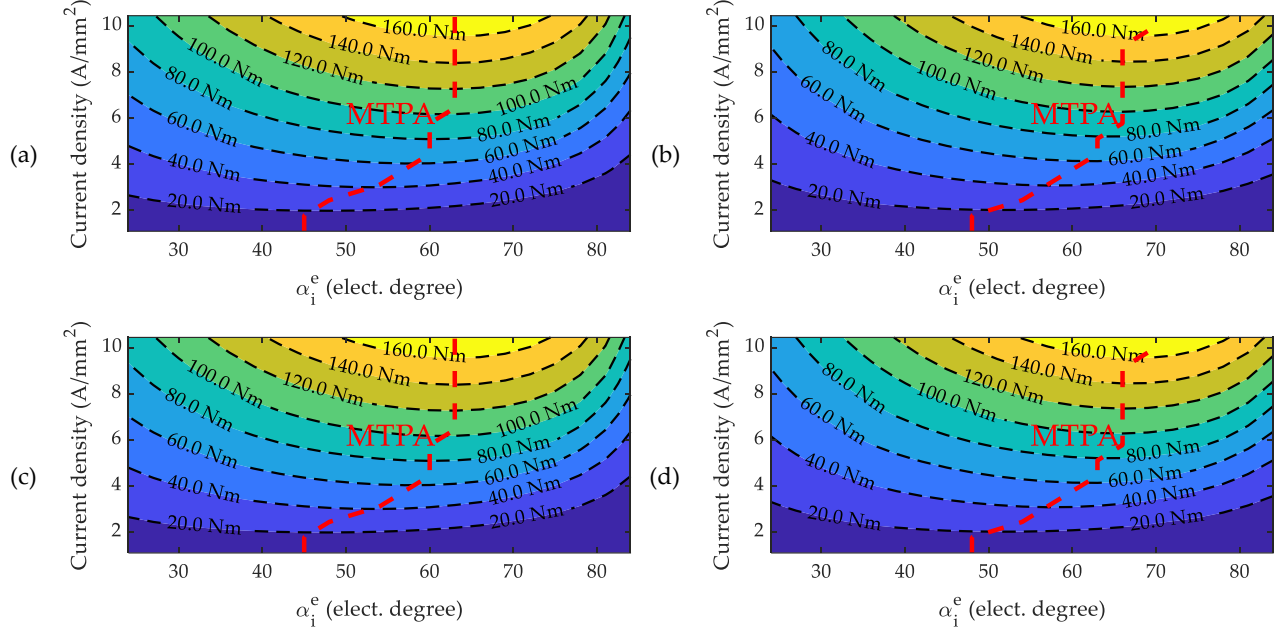 (a)
Current density (A/mm²)
10
8
6
4
2
160.0 Nm
140.0 Nm
120.0 Nm
100.0 Nm
80.0 Nm
60.0 Nm
40.0 Nm
20.0 Nm
MTPA
100.0 Nm
80.0 Nm
60.0 Nm
40.0 Nm
20.0 Nm
30 40 50 60 70 80
αᵢᵉ (elect. degree)
(b)
Current density (A/mm²)
10
8
6
4
2
160.0 Nm
140.0 Nm
120.0 Nm
100.0 Nm
80.0 Nm
60.0 Nm
40.0 Nm
20.0 Nm
MTPA
80.0 Nm
60.0 Nm
40.0 Nm
20.0 Nm
30 40 50 60 70 80
αᵢᵉ (elect. degree)
(c)
Current density (A/mm²)
10
8
6
4
2
160.0 Nm
140.0 Nm
120.0 Nm
100.0 Nm
80.0 Nm
60.0 Nm
40.0 Nm
20.0 Nm
MTPA
100.0 Nm
80.0 Nm
60.0 Nm
40.0 Nm
20.0 Nm
30 40 50 60 70 80
αᵢᵉ (elect. degree)
(d)
Current density (A/mm²)
10
8
6
4
2
160.0 Nm
140.0 Nm
120.0 Nm
100.0 Nm
80.0 Nm
60.0 Nm
40.0 Nm
20.0 Nm
MTPA
80.0 Nm
60.0 Nm
40.0 Nm
20.0 Nm
30 40 50 60 70 80
αᵢᵉ (elect. degree)